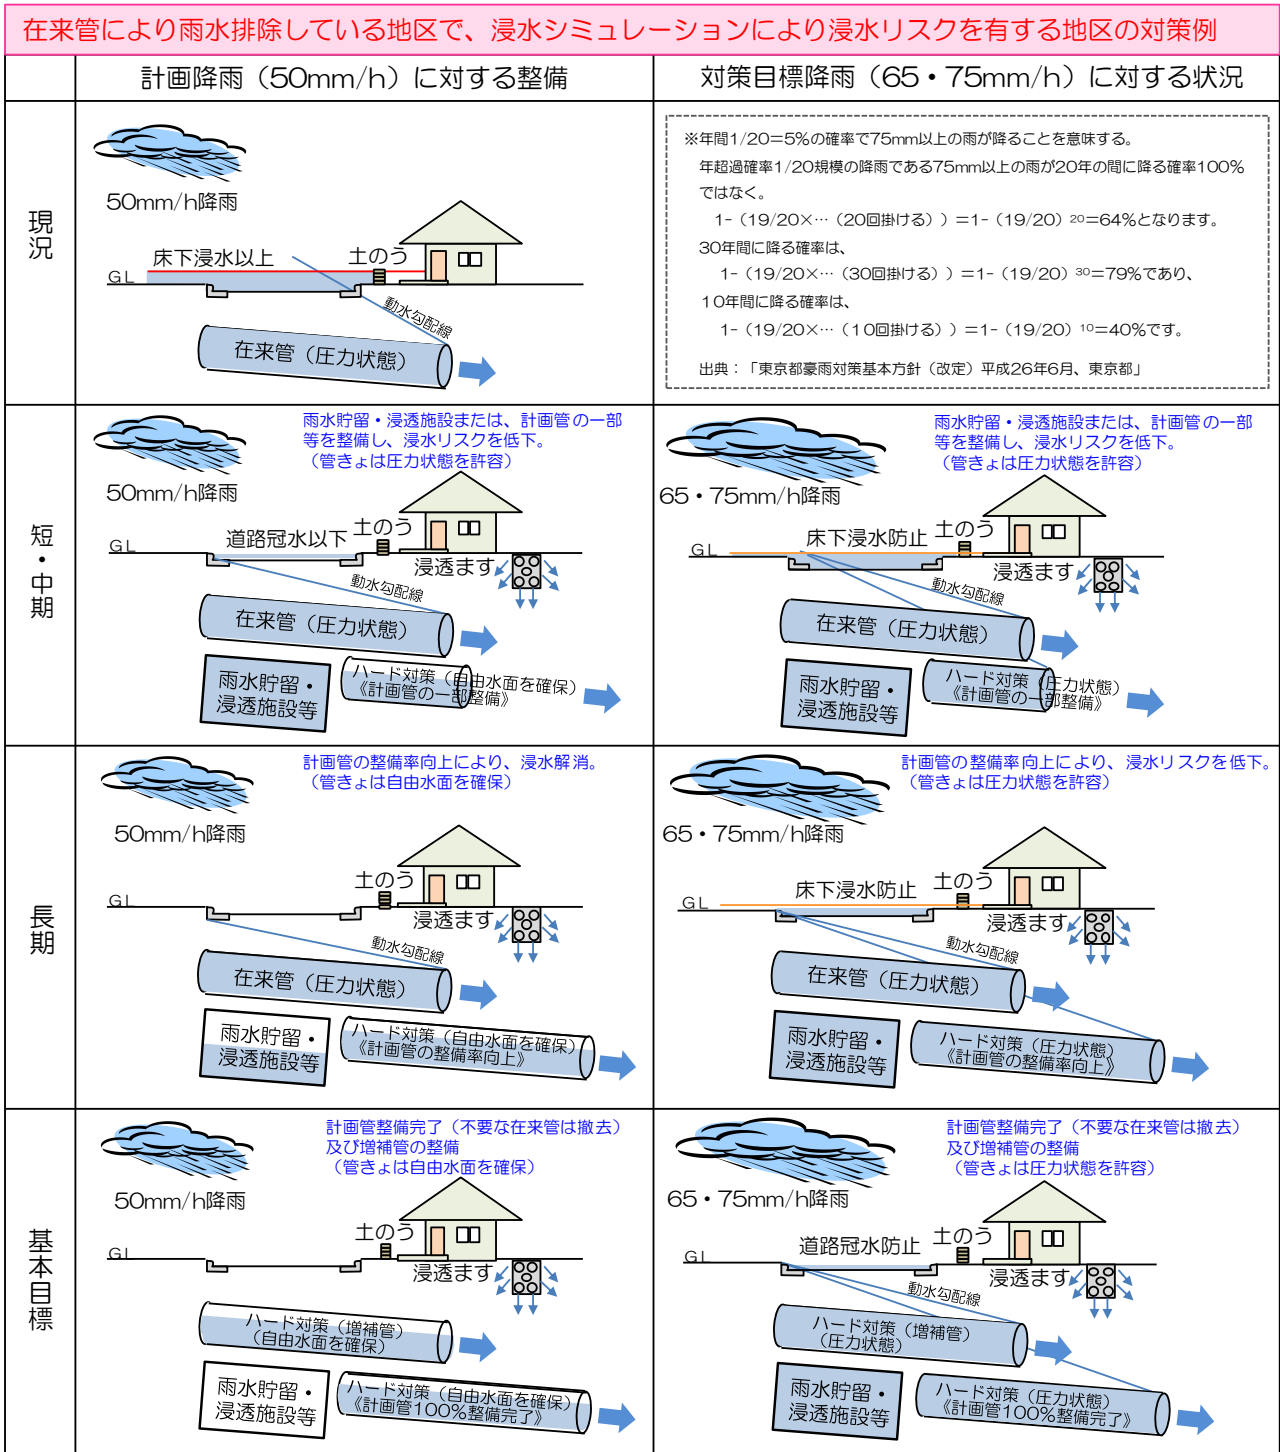 在来管により雨水排除している地区で、浸水シミュレーションにより浸水リスクを有する地区の対策例
計画降雨（50mm/h）に対する整備
対策目標降雨（65・75mm/h）に対する状況
現況
50mm/h降雨
床下浸水以上
土のう
GL
動水勾配線
在来管（圧力状態）
※年間1/20＝5％の確率で75mm以上の雨が降ることを意味する。
年超過確率1/20規模の降雨である75mm以上の雨が20年の間に降る確率100％
ではなく。
1-（19/20×…（20回掛ける））＝1-（19/20）20＝64％となります。
30年間に降る確率は、
1-（19/20×…（30回掛ける））＝1-（19/20）30＝79％であり、
10年間に降る確率は、
1-（19/20×…（10回掛ける））＝1-（19/20）10＝40％です。
出典：「東京都豪雨対策基本方針（改定）平成26年6月、東京都」
短・中期
雨水貯留・浸透施設または、計画管の一部
等を整備し、浸水リスクを低下。
（管きょは圧力状態を許容）
50mm/h降雨
道路冠水以下
土のう
GL
浸透ます
動水勾配線
在来管（圧力状態）
雨水貯留・
浸透施設等
ハード対策（自由水面を確保）
《計画管の一部整備》
雨水貯留・浸透施設または、計画管の一部
等を整備し、浸水リスクを低下。
（管きょは圧力状態を許容）
65・75mm/h降雨
床下浸水防止
土のう
GL
浸透ます
動水勾配線
在来管（圧力状態）
雨水貯留・
浸透施設等
ハード対策（圧力状態）
《計画管の一部整備》
長期
計画管の整備率向上により、浸水解消。
（管きょは自由水面を確保）
50mm/h降雨
土のう
GL
浸透ます
動水勾配線
在来管（圧力状態）
雨水貯留・
浸透施設等
ハード対策（自由水面を確保）
《計画管の整備率向上》
計画管の整備率向上により、浸水リスクを低下。
（管きょは圧力状態を許容）
65・75mm/h降雨
床下浸水防止
土のう
GL
浸透ます
動水勾配線
在来管（圧力状態）
雨水貯留・
浸透施設等
ハード対策（圧力状態）
《計画管の整備率向上》
基本目標
計画管整備完了（不要な在来管は撤去）
及び増補管の整備
（管きょは自由水面を確保）
50mm/h降雨
土のう
GL
浸透ます
ハード対策（増補管）
（自由水面を確保）
雨水貯留・
浸透施設等
ハード対策（自由水面を確保）
《計画管100％整備完了》
計画管整備完了（不要な在来管は撤去）
及び増補管の整備
（管きょは圧力状態を許容）
65・75mm/h降雨
道路冠水防止
土のう
GL
浸透ます
動水勾配線
ハード対策（増補管）
（圧力状態）
雨水貯留・
浸透施設等
ハード対策（圧力状態）
《計画管100％整備完了》